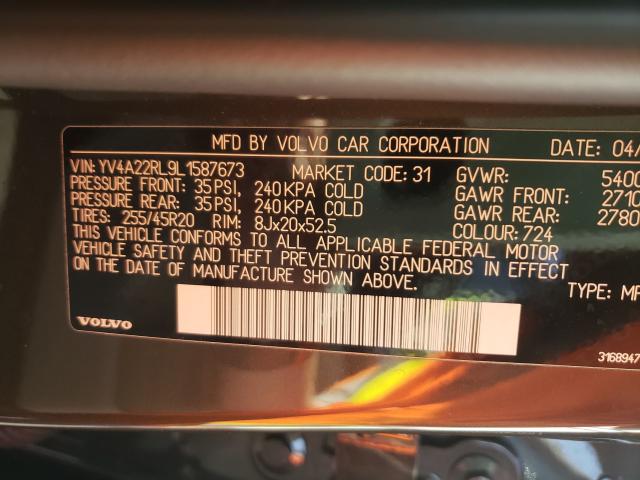 MFD BY VOLVO CAR CORPORATION DATE: 04/
VIN: YV4A22RL9L1587673 MARKET CODE: 31 GVWR: 5400
PRESSURE FRONT: 35PSI, 240KPA COLD GAWR FRONT: 2710
PRESSURE REAR: 35PSI, 240KPA COLD GAWR REAR: 2780
TIRES: 255/45R20 RIM: 8Jx20x52.5 COLOUR: 724
THIS VEHICLE CONFORMS TO ALL APPLICABLE FEDERAL MOTOR
VEHICLE SAFETY AND THEFT PREVENTION STANDARDS IN EFFECT
ON THE DATE OF MANUFACTURE SHOWN ABOVE. TYPE: MP
VOLVO
3168947